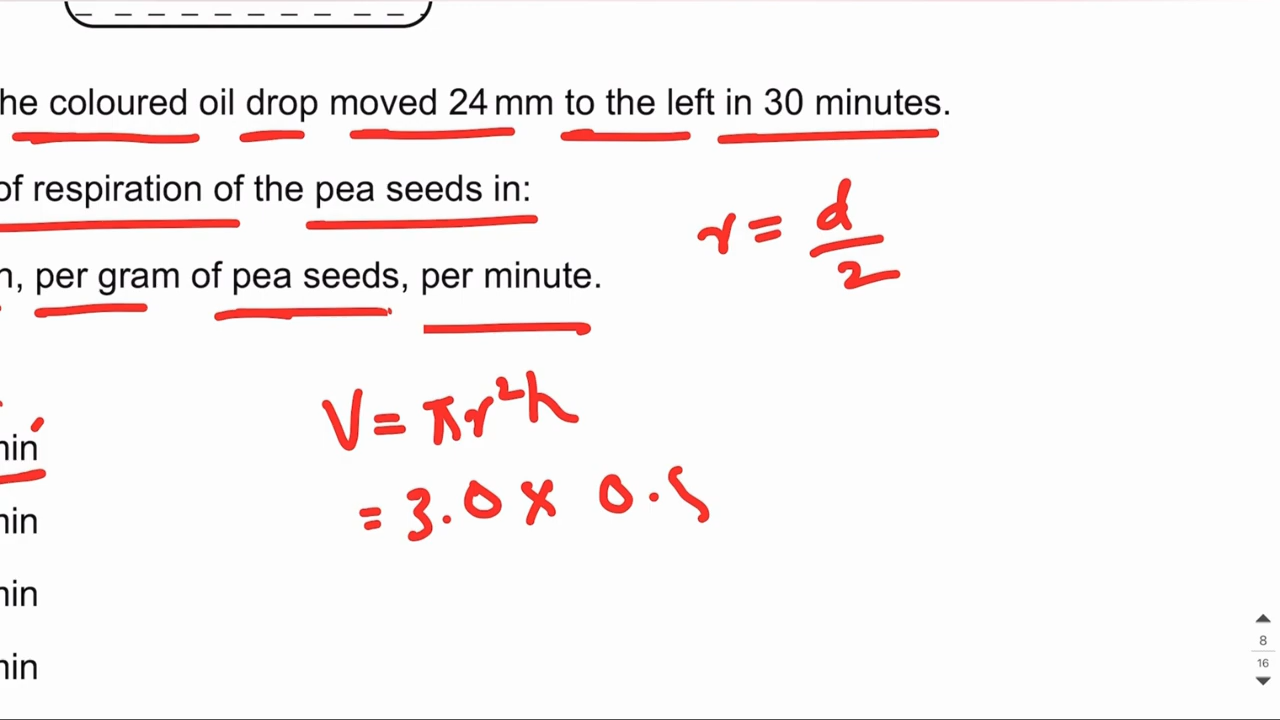 he coloured oil drop moved 24 mm to the left in 30 minutes.
of respiration of the pea seeds in:
r = d/2
n, per gram of pea seeds, per minute.
V = πr²h
nin
= 3.0 × 0.5
nin
nin
nin
8
16